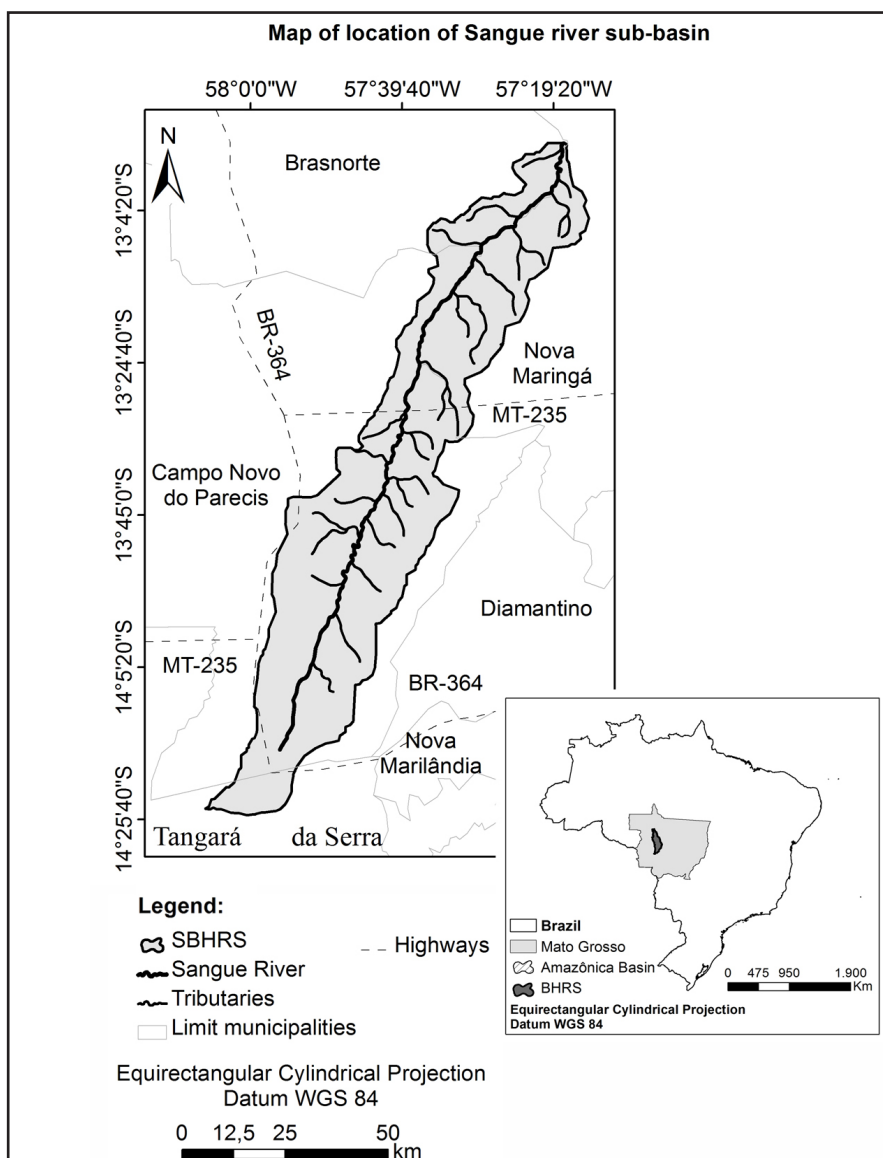 Map of location of Sangue river sub-basin
58°0'0"W
57°39'40"W
57°19'20"W
N
Brasnorte
13°4'20"S
BR-364
13°24'40"S
Nova
Maringá
MT-235
Campo Novo
do Parecis
13°45'0"S
Diamantino
MT-235
14°5'20"S
BR-364
Nova
Marilândia
14°25'40"S
Tangará da Serra
Legend:
SBHRS
Highways
Sangue River
Tributaries
Limit municipalities
Equirectangular Cylindrical Projection
Datum WGS 84
0 12,5 25 50
km
Brazil
Mato Grosso
Amazônica Basin
BHRS
0 475 950 1.900
Km
Equirectangular Cylindrical Projection
Datum WGS 84